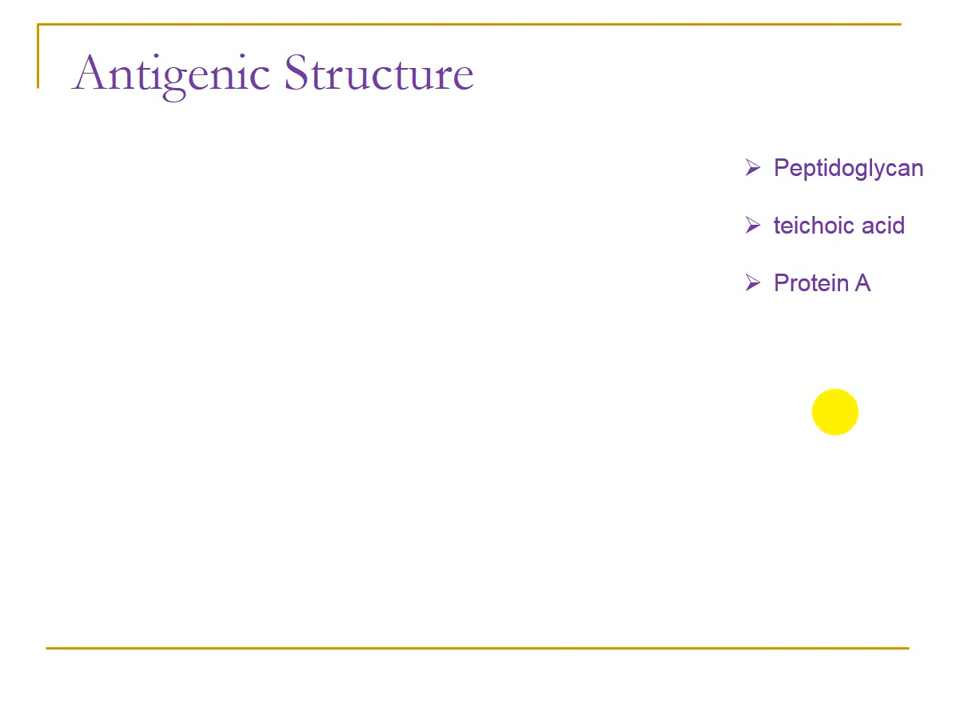 Antigenic Structure
➢ Peptidoglycan
➢ teichoic acid
➢ Protein A